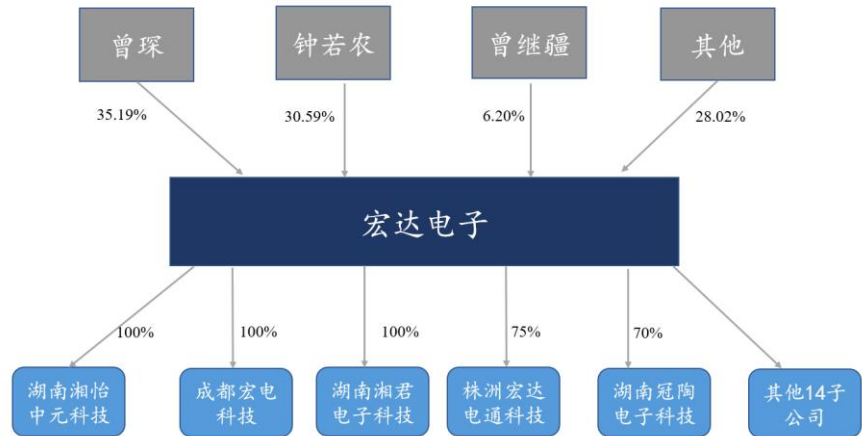 曾琛
钟若农
曾继疆
其他
35.19%
30.59%
6.20%
28.02%
宏达电子
100%
100%
100%
75%
70%
湖南湘怡
中元科技
成都宏电
科技
湖南湘君
电子科技
株洲宏达
电通科技
湖南冠陶
电子科技
其他14子
公司